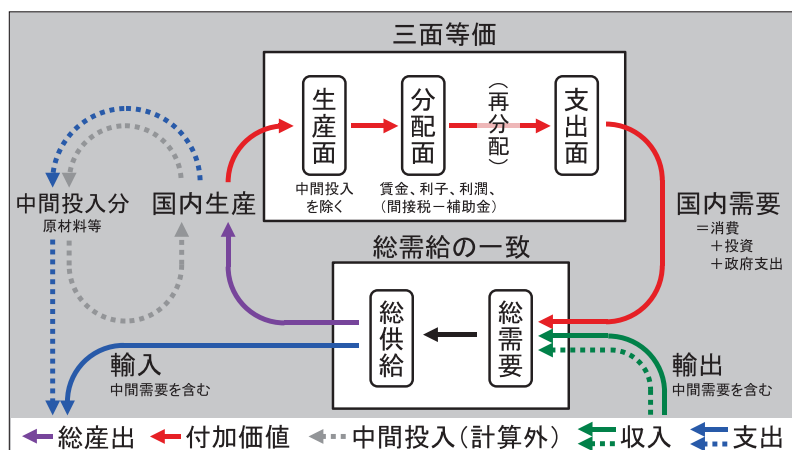 三面等価
生産面
分配面
(再分配)
支出面
中間投入
を除く
賃金、利子、利潤、
(間接税－補助金)
中間投入分
原材料等
国内生産
国内需要
＝消費
＋投資
＋政府支出
総需給の一致
総供給
総需要
輸入
中間需要を含む
輸出
中間需要を含む
総産出
付加価値
中間投入(計算外)
収入
支出